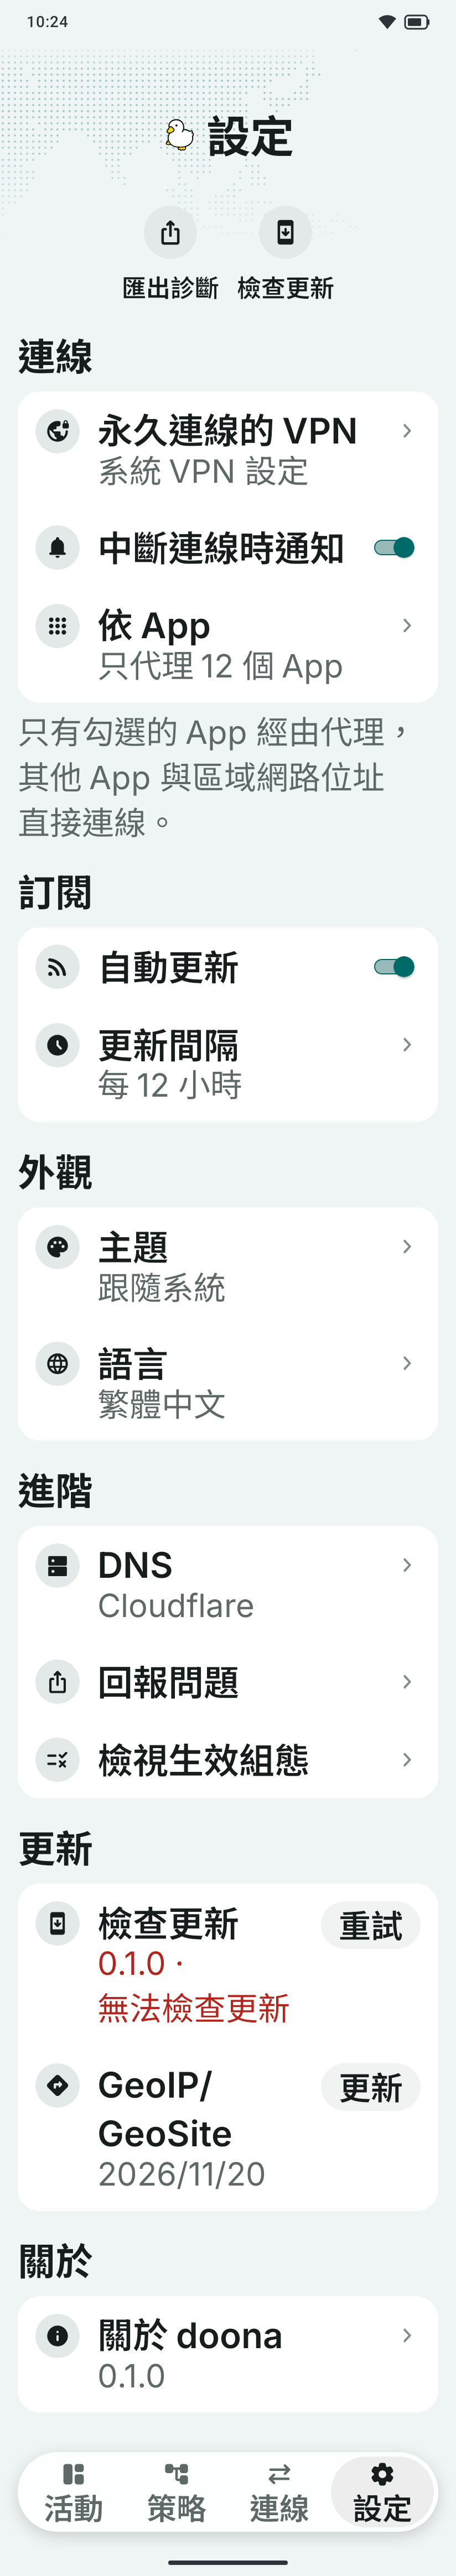 10:24
設定
匯出診斷 檢查更新
連線
永久連線的 VPN
系統 VPN 設定
中斷連線時通知
依 App
只代理 12 個 App
只有勾選的 App 經由代理，
其他 App 與區域網路位址
直接連線。
訂閱
自動更新
更新間隔
每 12 小時
外觀
主題
跟隨系統
語言
繁體中文
進階
DNS
Cloudflare
回報問題
檢視生效組態
更新
檢查更新 重試
0.1.0 ·
無法檢查更新
GeoIP/ 更新
GeoSite
2026/11/20
關於
關於 doona
0.1.0
活動 策略 連線 設定